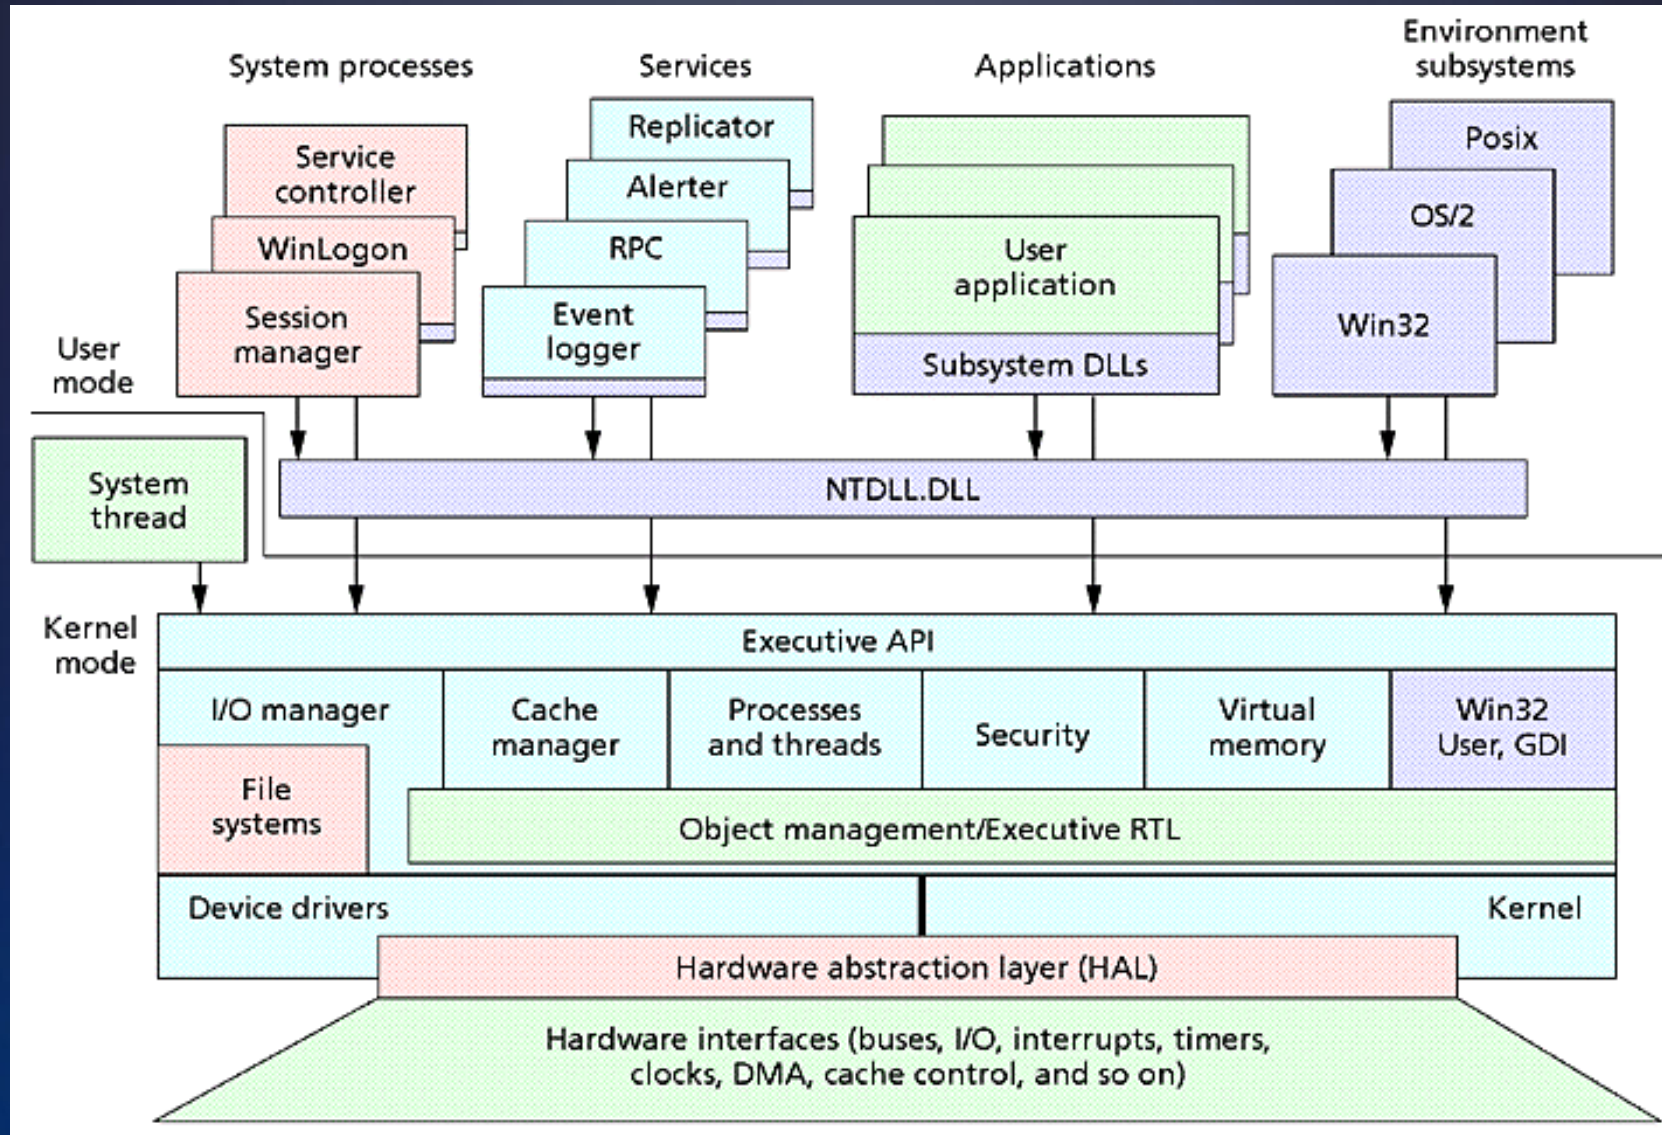 System processes
Services
Applications
Environment
subsystems
Service
controller
WinLogon
Session
manager
Replicator
Alerter
RPC
Event
logger
User
application
Subsystem DLLs
Posix
OS/2
Win32
User
mode
System
thread
NTDLL.DLL
Kernel
mode
Executive API
I/O manager
Cache
manager
Processes
and threads
Security
Virtual
memory
Win32
User, GDI
File
systems
Object management/Executive RTL
Device drivers
Kernel
Hardware abstraction layer (HAL)
Hardware interfaces (buses, I/O, interrupts, timers,
clocks, DMA, cache control, and so on)